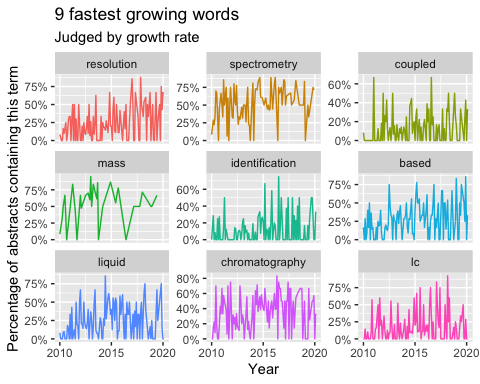 9 fastest growing words
Judged by growth rate
Percentage of abstracts containing this term
resolution spectrometry coupled
75% 75% 60%
50% 50% 40%
25% 25% 20%
0% 0% 0%
mass identification based
75% 60% 75%
50% 40% 50%
25% 20% 25%
0% 0% 0%
liquid chromatography lc
75% 80% 75%
50% 60% 50%
25% 40% 25%
0% 20% 0%
0%
2010 2015 2020 2010 2015 2020 2010 2015 2020
Year